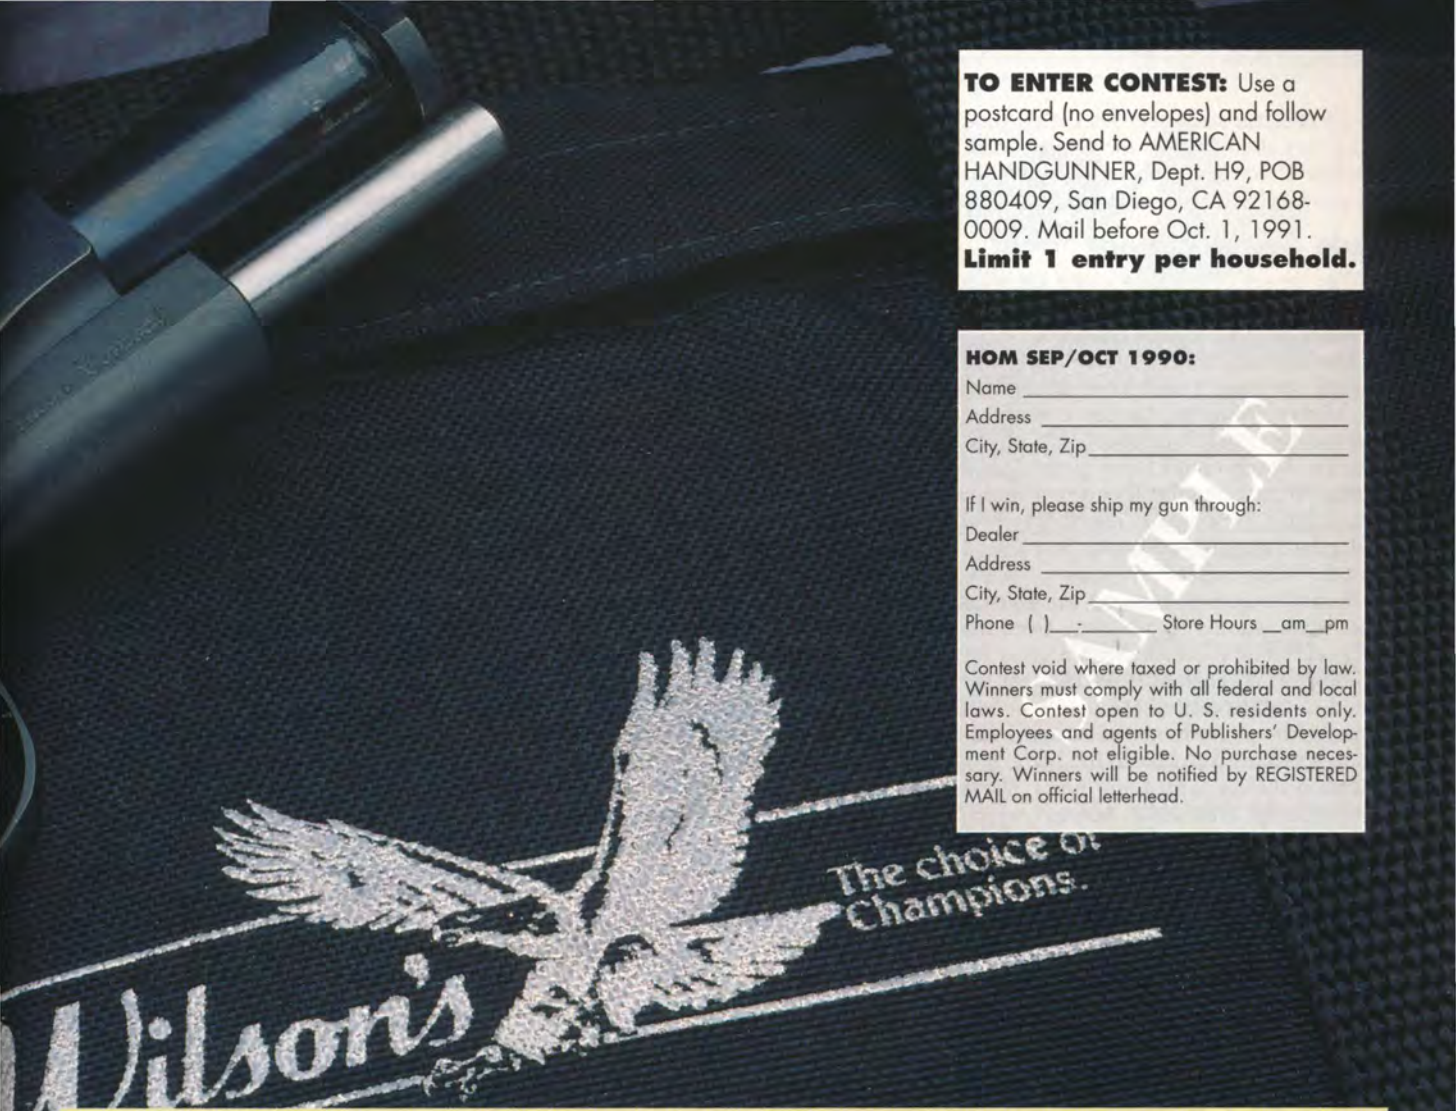 TO ENTER CONTEST: Use a
postcard (no envelopes) and follow
sample. Send to AMERICAN
HANDGUNNER, Dept. H9, POB
880409, San Diego, CA 92168-
0009. Mail before Oct. 1, 1991.
Limit 1 entry per household.
HOM SEP/OCT 1990:
Name
Address
City, State, Zip
If I win, please ship my gun through:
Dealer
Address
City, State, Zip
Phone ( )__-______ Store Hours __am__pm
SAMPLE
Contest void where taxed or prohibited by law.
Winners must comply with all federal and local
laws. Contest open to U. S. residents only.
Employees and agents of Publishers' Develop-
ment Corp. not eligible. No purchase neces-
sary. Winners will be notified by REGISTERED
MAIL on official letterhead.
The choice of
Champions.
Wilson's